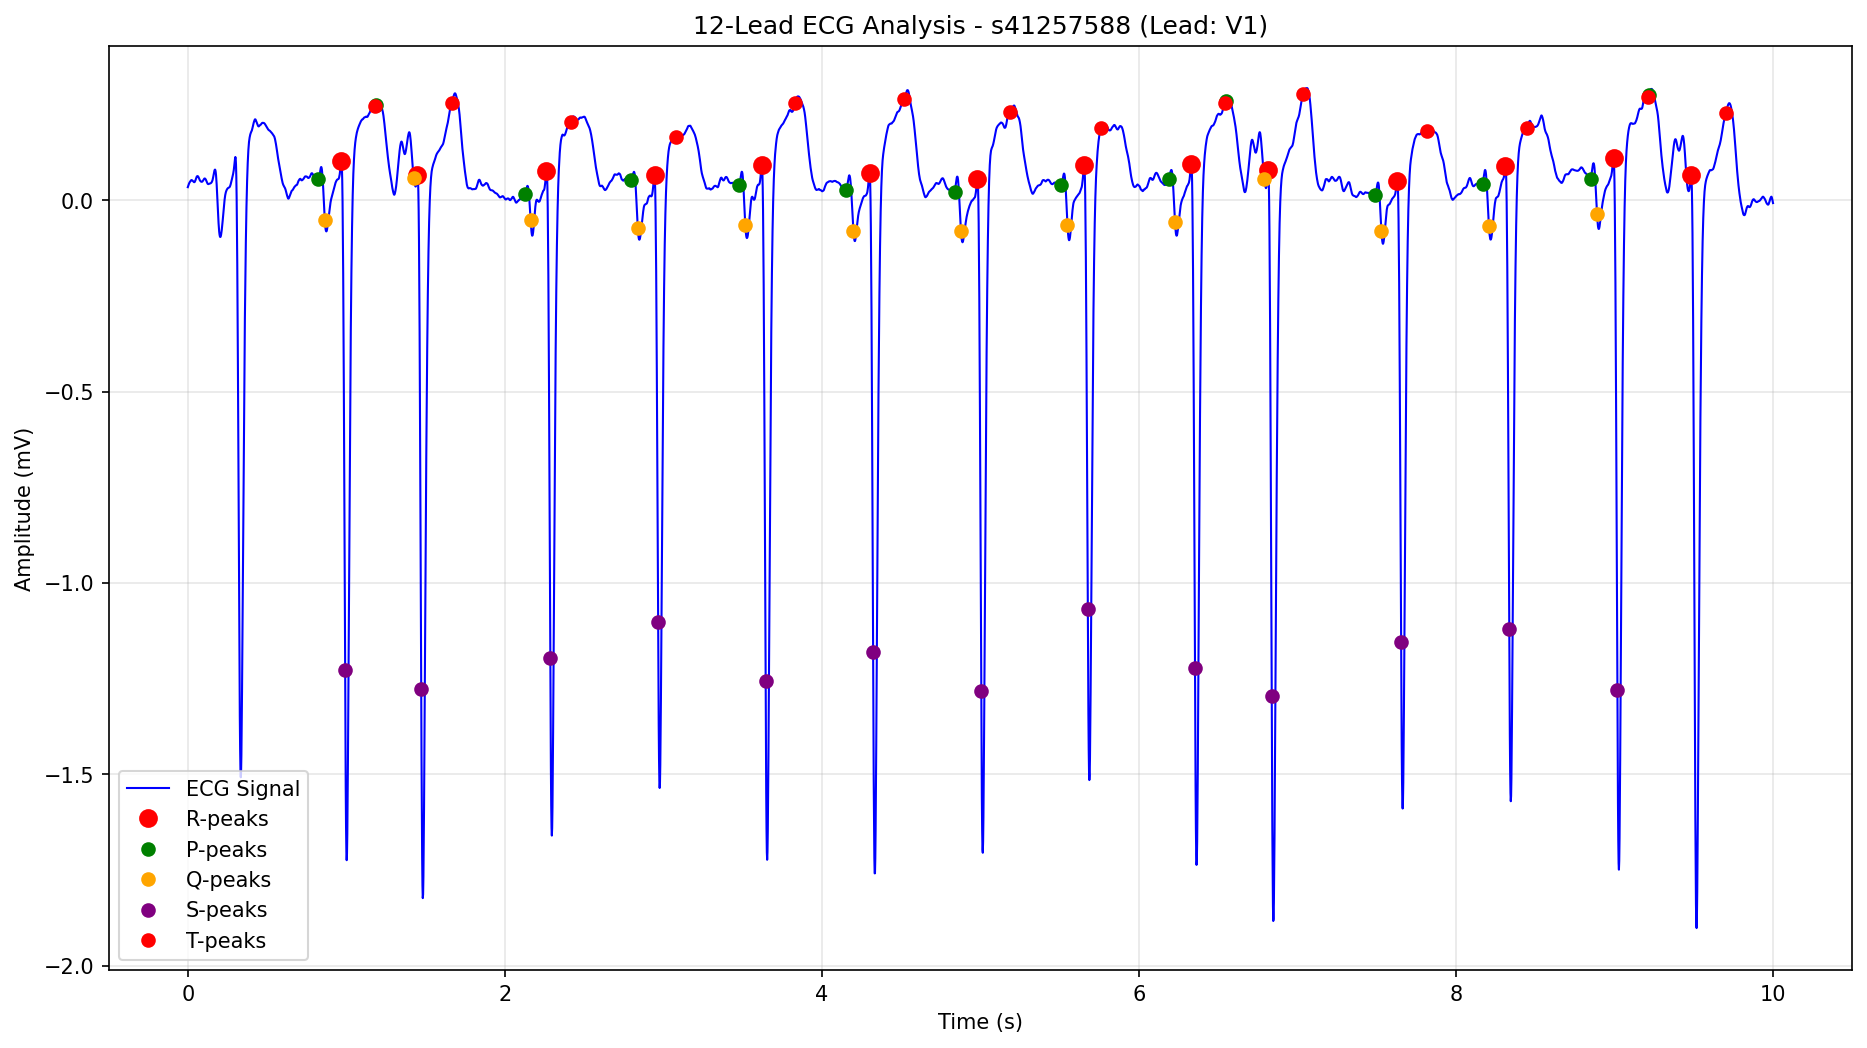 12-Lead ECG Analysis - s41257588 (Lead: V1)
Amplitude (mV)
0.0
−0.5
−1.0
−1.5
−2.0
ECG Signal
R-peaks
P-peaks
Q-peaks
S-peaks
T-peaks
0 2 4 6 8 10
Time (s)